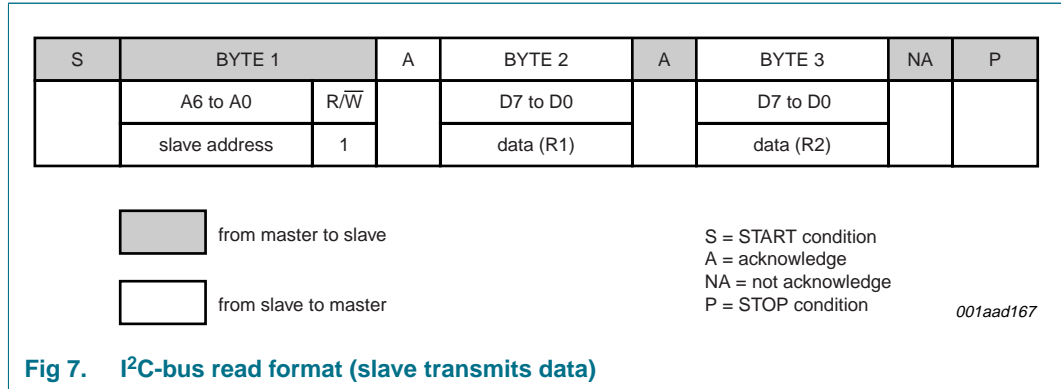 S BYTE 1 A BYTE 2 A BYTE 3 NA P
A6 to A0 R/W̅ D7 to D0 D7 to D0
slave address 1 data (R1) data (R2)
from master to slave
from slave to master
S = START condition
A = acknowledge
NA = not acknowledge
P = STOP condition
001aad167
Fig 7. I²C-bus read format (slave transmits data)